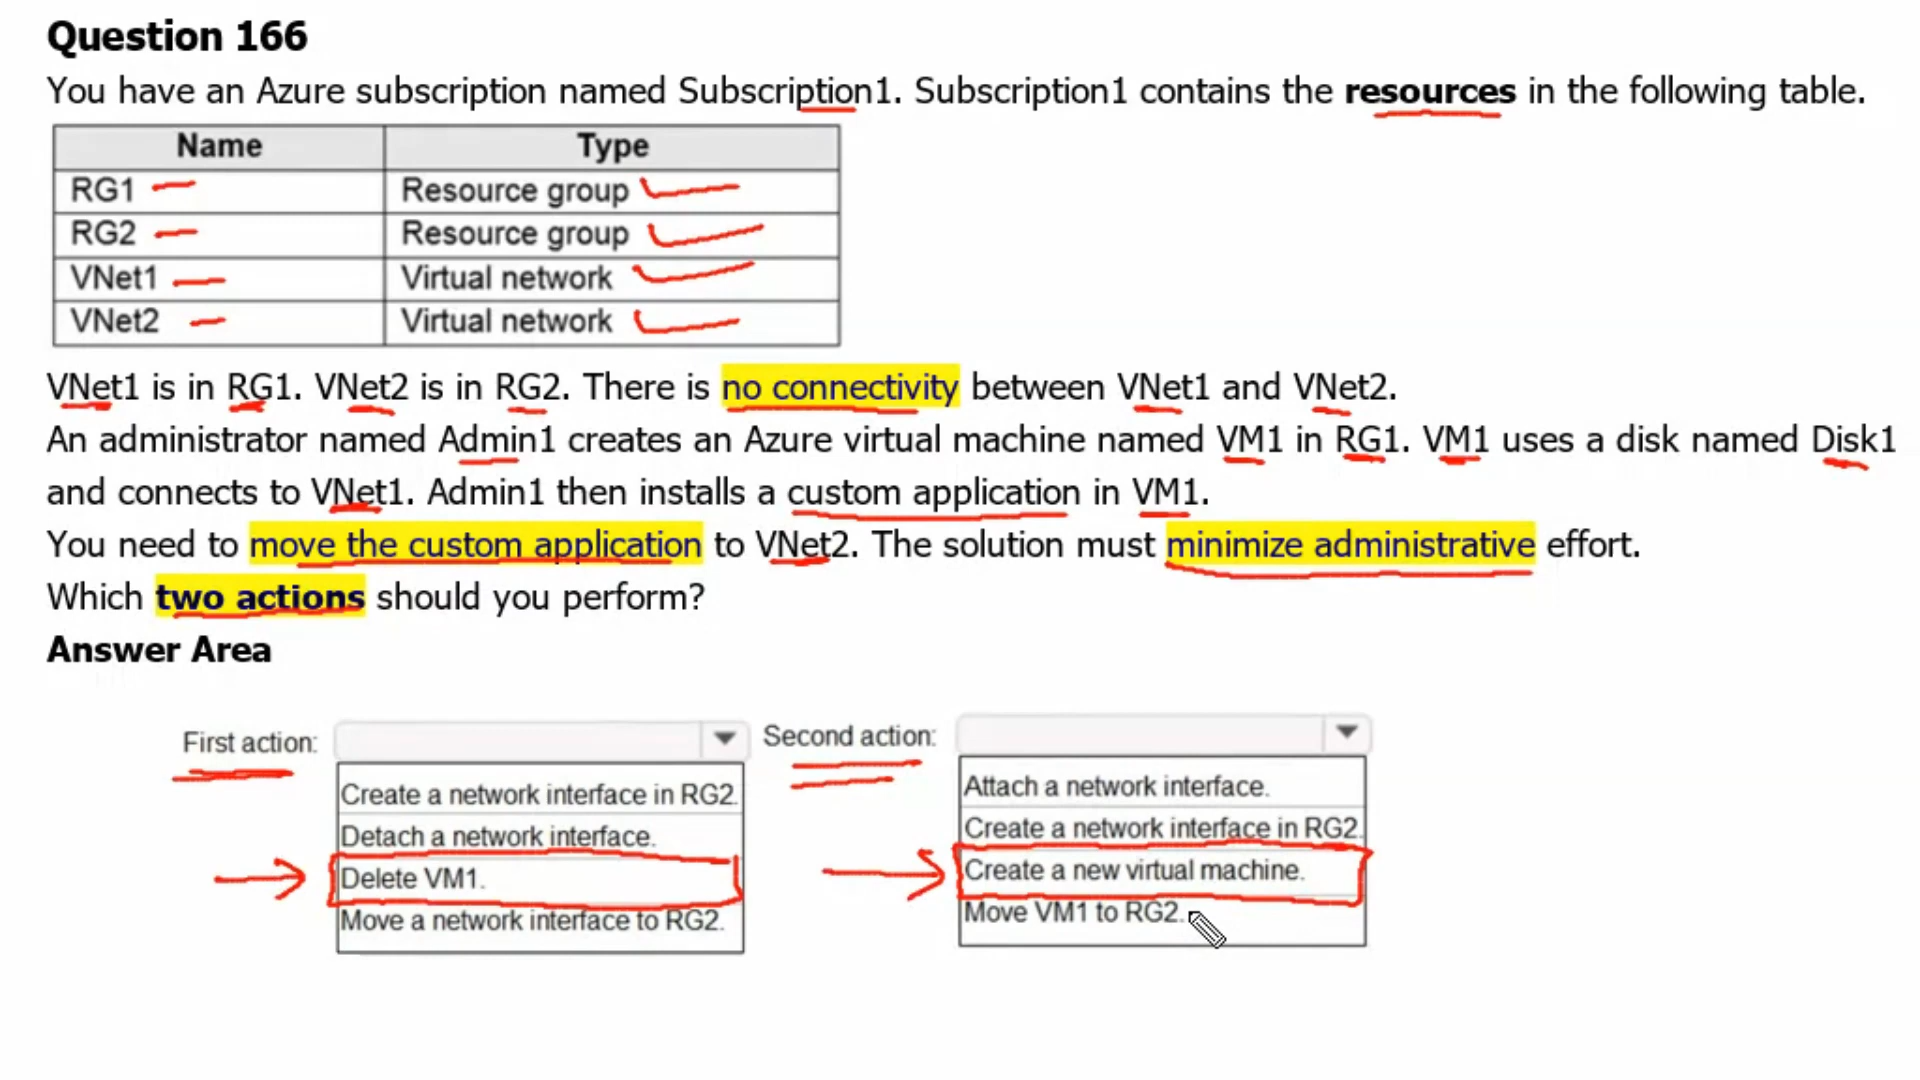 Question 166
You have an Azure subscription named Subscription1. Subscription1 contains the resources in the following table.
Name Type
RG1 Resource group
RG2 Resource group
VNet1 Virtual network
VNet2 Virtual network
VNet1 is in RG1. VNet2 is in RG2. There is no connectivity between VNet1 and VNet2.
An administrator named Admin1 creates an Azure virtual machine named VM1 in RG1. VM1 uses a disk named Disk1
and connects to VNet1. Admin1 then installs a custom application in VM1.
You need to move the custom application to VNet2. The solution must minimize administrative effort.
Which two actions should you perform?
Answer Area
First action:
Create a network interface in RG2.
Detach a network interface.
Delete VM1.
Move a network interface to RG2.
Second action:
Attach a network interface.
Create a network interface in RG2.
Create a new virtual machine.
Move VM1 to RG2.